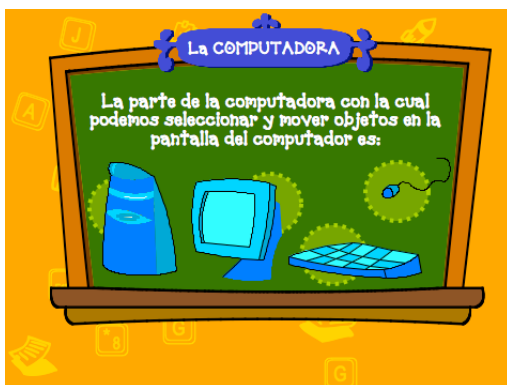 La COMPUTADORA
La parte de la computadora con la cual
podemos seleccionar y mover objetos en la
pantalla del computador es:
J
A
*
8
G
G